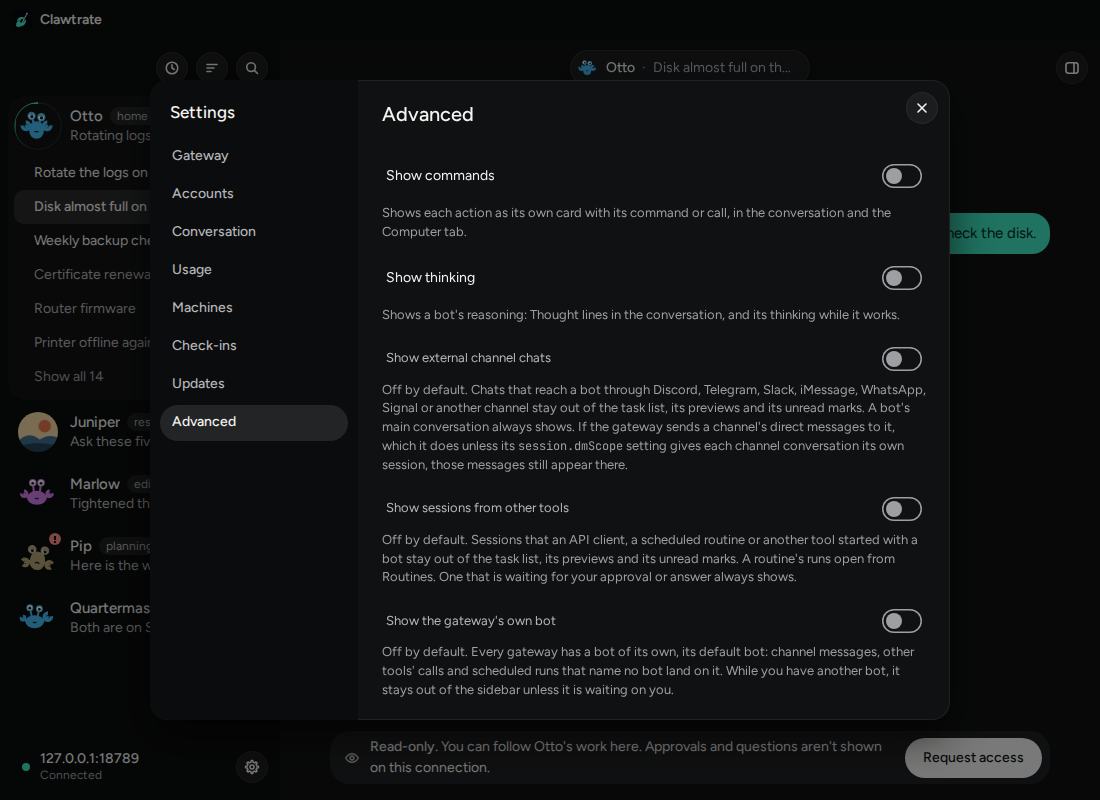 Clawtrate
Otto · Disk almost full on th...
Otto home
Rotating logs
Rotate the logs on
Disk almost full on
Weekly backup che
Certificate renewa
Router firmware
Printer offline again
Show all 14
Juniper res
Ask these fiv
Marlow edi
Tightened th
Pip planning
Here is the w
Quartermas
Both are on S
127.0.0.1:18789
Connected
Settings
Gateway
Accounts
Conversation
Usage
Machines
Check-ins
Updates
Advanced
Advanced
Show commands
Shows each action as its own card with its command or call, in the conversation and the
Computer tab.
Show thinking
Shows a bot's reasoning: Thought lines in the conversation, and its thinking while it works.
Show external channel chats
Off by default. Chats that reach a bot through Discord, Telegram, Slack, iMessage, WhatsApp,
Signal or another channel stay out of the task list, its previews and its unread marks. A bot's
main conversation always shows. If the gateway sends a channel's direct messages to it,
which it does unless its session.dmScope setting gives each channel conversation its own
session, those messages still appear there.
Show sessions from other tools
Off by default. Sessions that an API client, a scheduled routine or another tool started with a
bot stay out of the task list, its previews and its unread marks. A routine's runs open from
Routines. One that is waiting for your approval or answer always shows.
Show the gateway's own bot
Off by default. Every gateway has a bot of its own, its default bot: channel messages, other
tools' calls and scheduled runs that name no bot land on it. While you have another bot, it
stays out of the sidebar unless it is waiting on you.
heck the disk.
Read-only. You can follow Otto's work here. Approvals and questions aren't shown
on this connection.
Request access